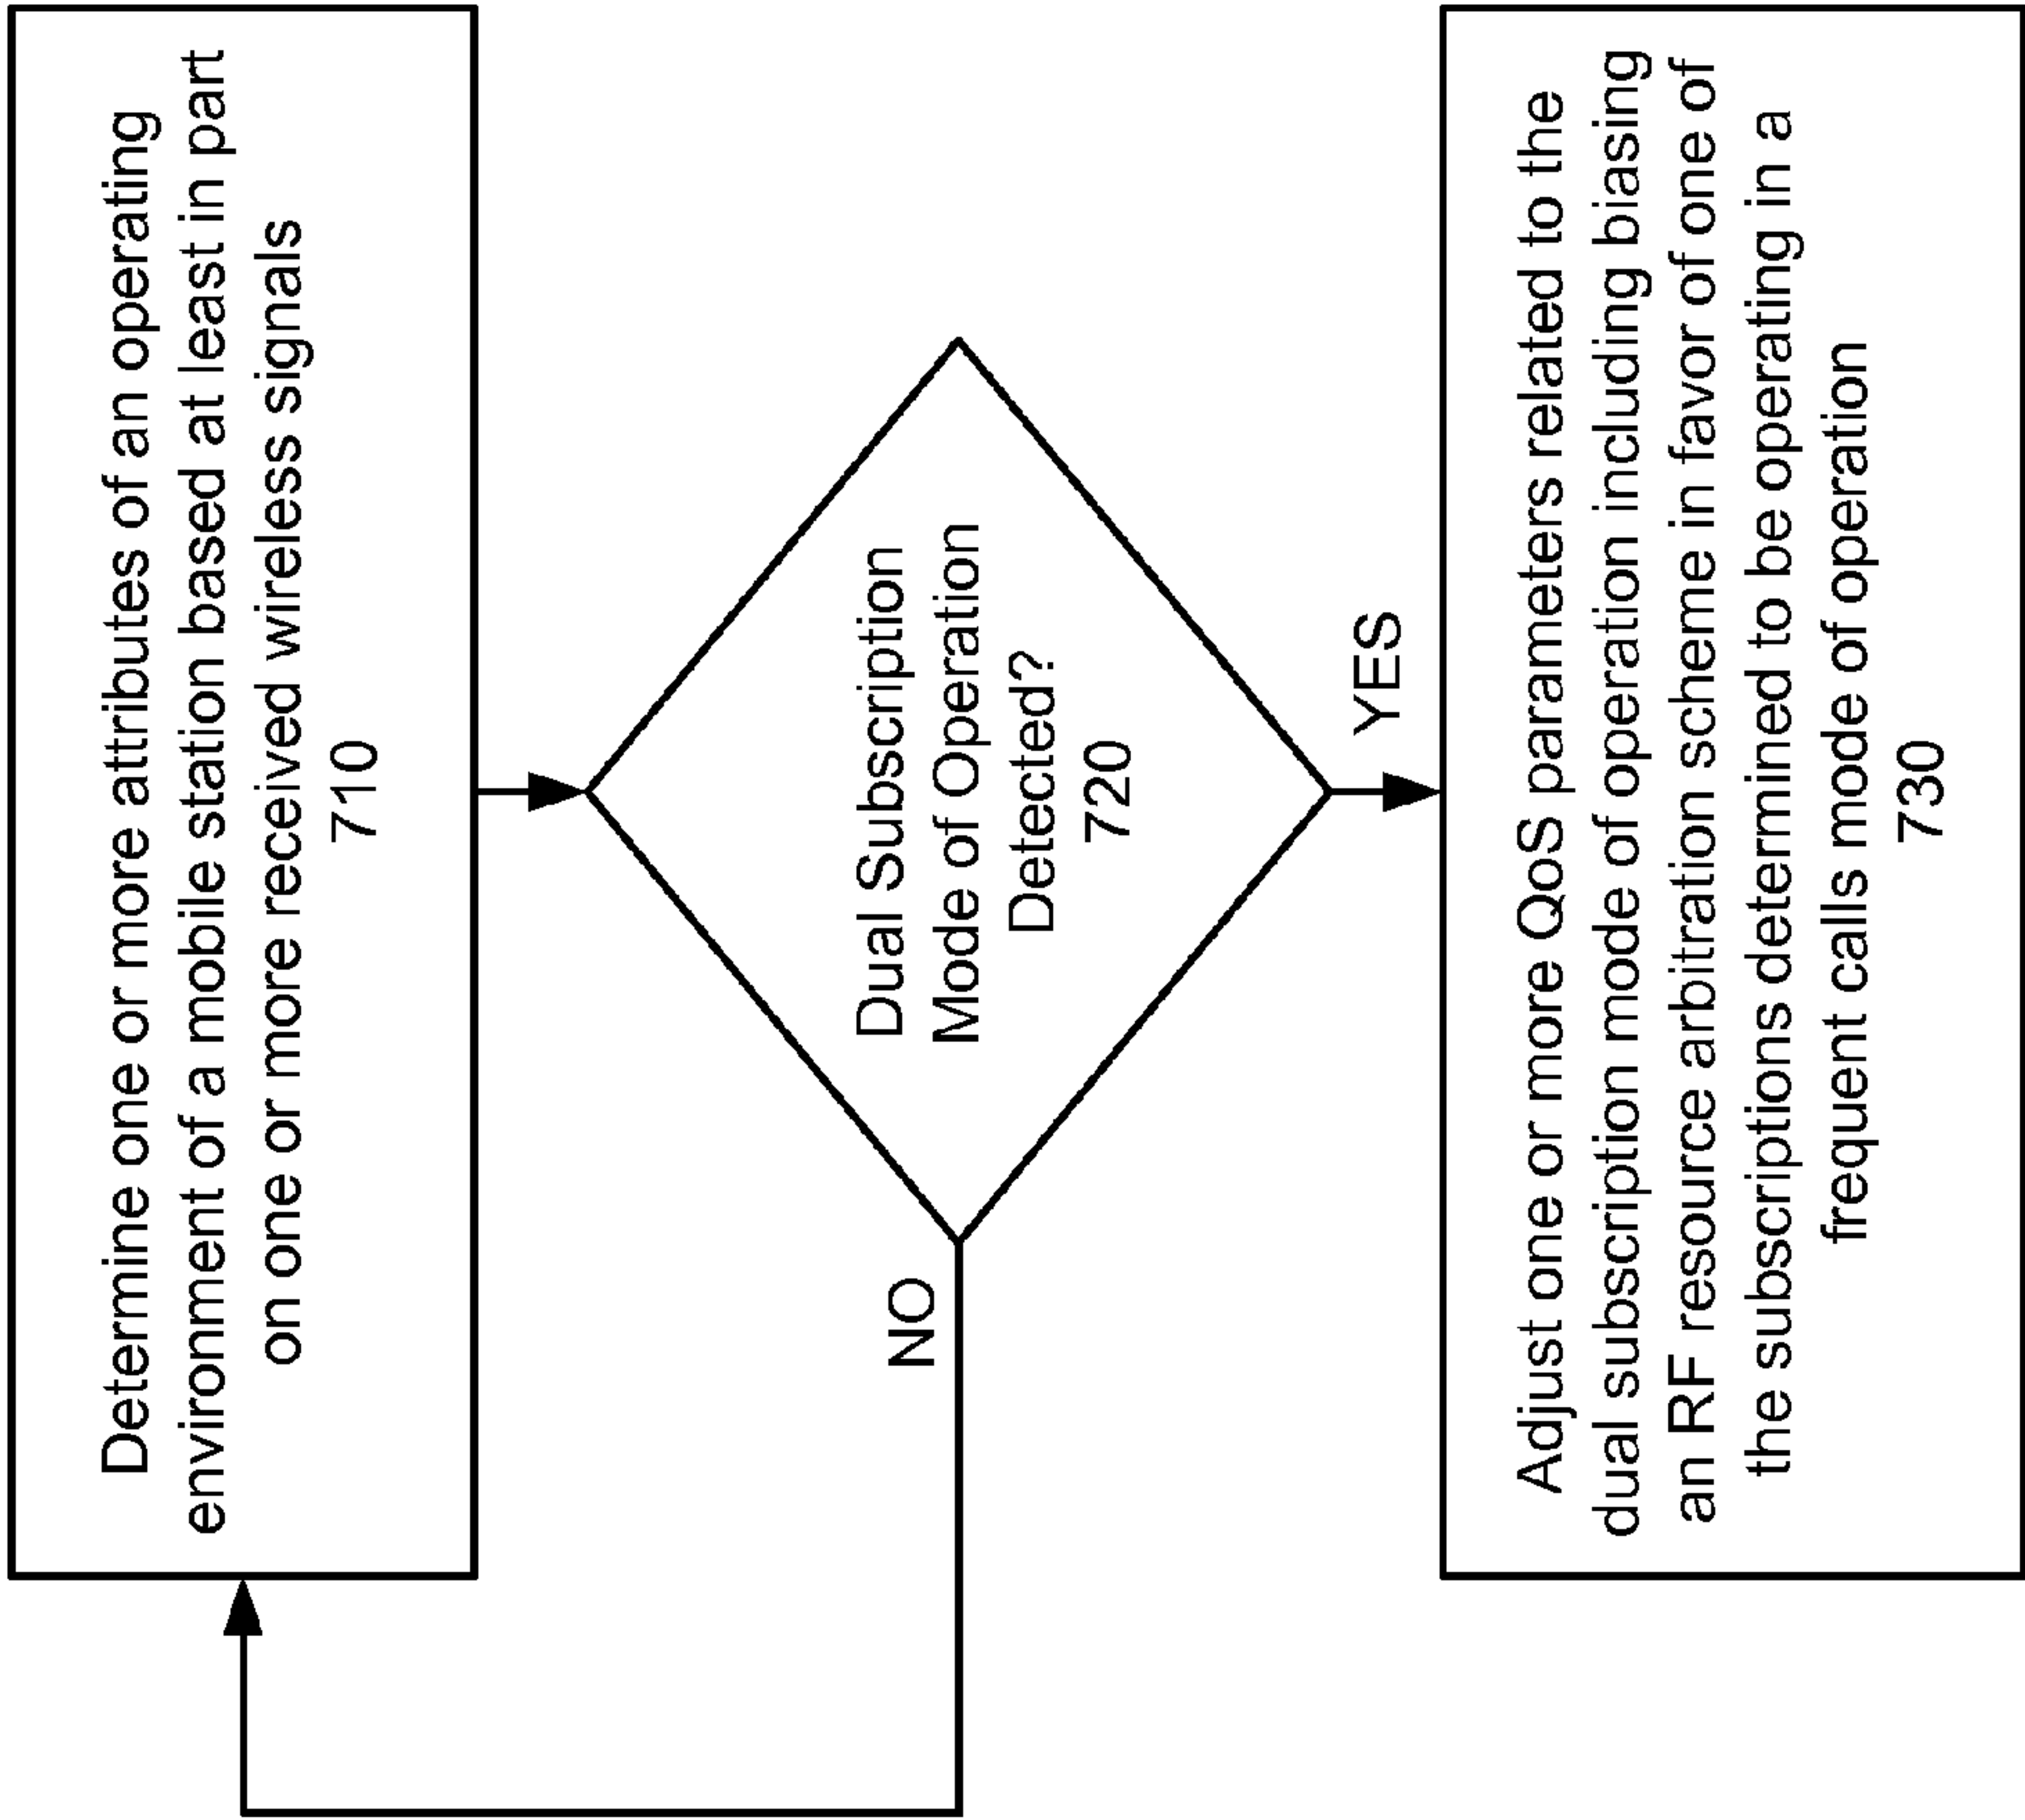 Determine one or more attributes of an operating
environment of a mobile station based at least in part
on one or more received wireless signals
710
Dual Subscription
Mode of Operation
Detected?
720
NO
YES
Adjust one or more QoS parameters related to the
dual subscription mode of operation including biasing
an RF resource arbitration scheme in favor of one of
the subscriptions determined to be operating in a
frequent calls mode of operation
730